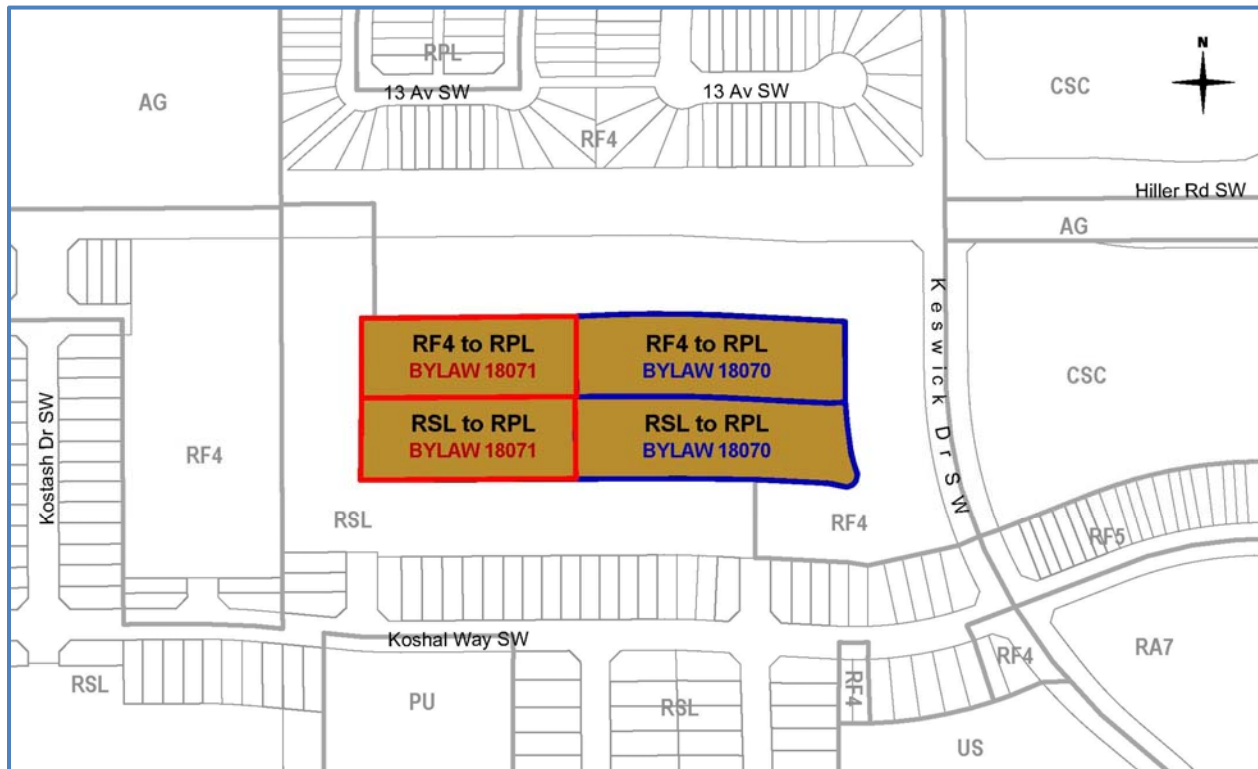 RPL
N
13 Av SW
13 Av SW
CSC
AG
RF4
Hiller Rd SW
AG
Keswick Dr SW
RF4 to RPL
BYLAW 18071
RF4 to RPL
BYLAW 18070
CSC
RSL to RPL
BYLAW 18071
RSL to RPL
BYLAW 18070
Kostash Dr SW
RF4
RSL
RF4
RF5
Koshal Way SW
RSL
PU
RSL
RF4
RF4
RA7
US